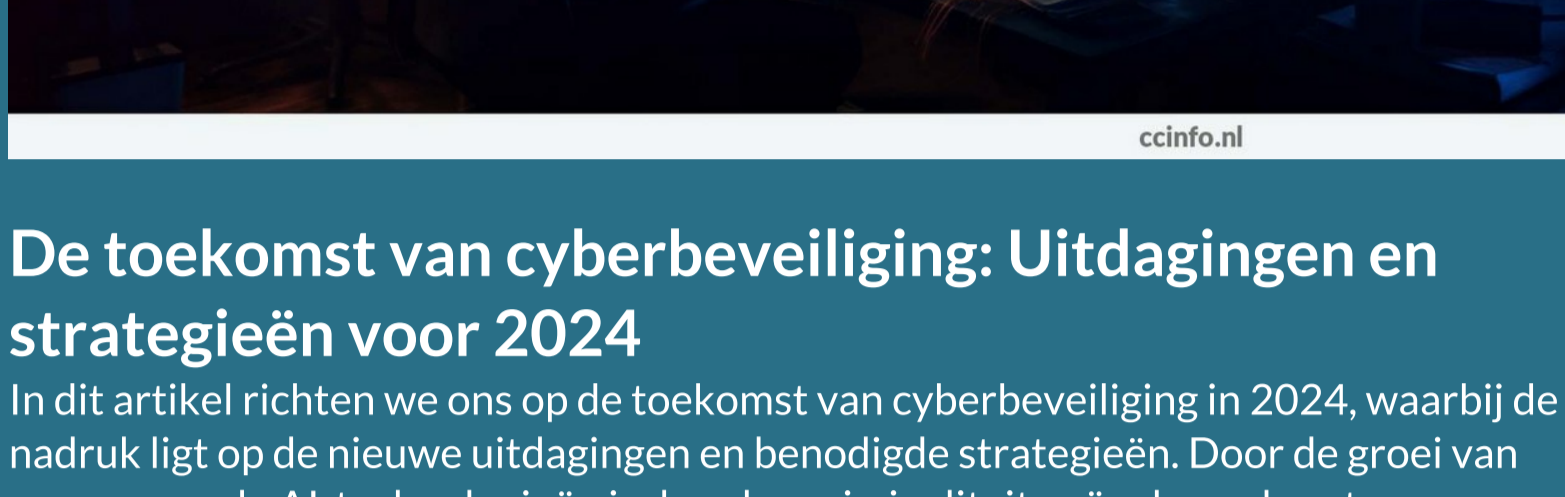 ccinfo.nl
De toekomst van cyberbeveiliging: Uitdagingen en
strategieën voor 2024
In dit artikel richten we ons op de toekomst van cyberbeveiliging in 2024, waarbij de
nadruk ligt op de nieuwe uitdagingen en benodigde strategieën. Door de groei van